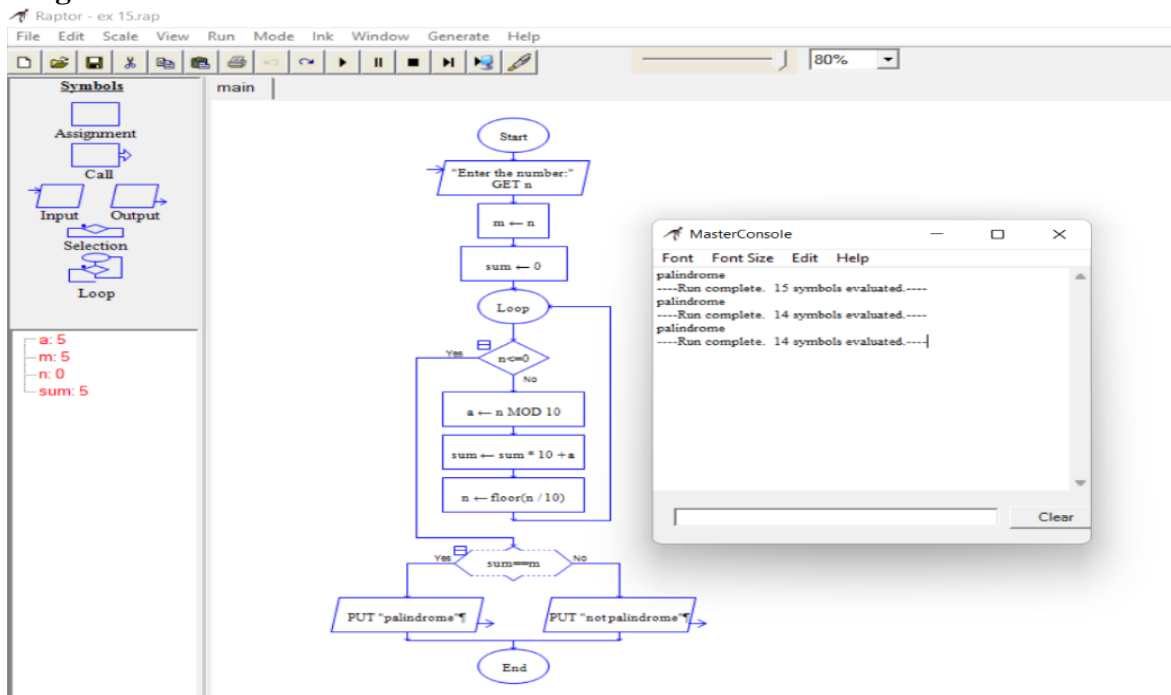 Raptor - ex 15.rap
File Edit Scale View Run Mode Ink Window Generate Help
80%
Symbols
Assignment
Call
Input Output
Selection
Loop
a: 5
m: 5
n: 0
sum: 5
main
Start
"Enter the number:"
GET n
m ← n
sum ← 0
Loop
Yes
n<=0
No
a ← n MOD 10
sum ← sum * 10 + a
n ← floor(n / 10)
Yes
sum==m
No
PUT "palindrome"¶
PUT "not palindrome"¶
End
MasterConsole
Font Font Size Edit Help
palindrome
----Run complete. 15 symbols evaluated.----
palindrome
----Run complete. 14 symbols evaluated.----
palindrome
----Run complete. 14 symbols evaluated.----
Clear